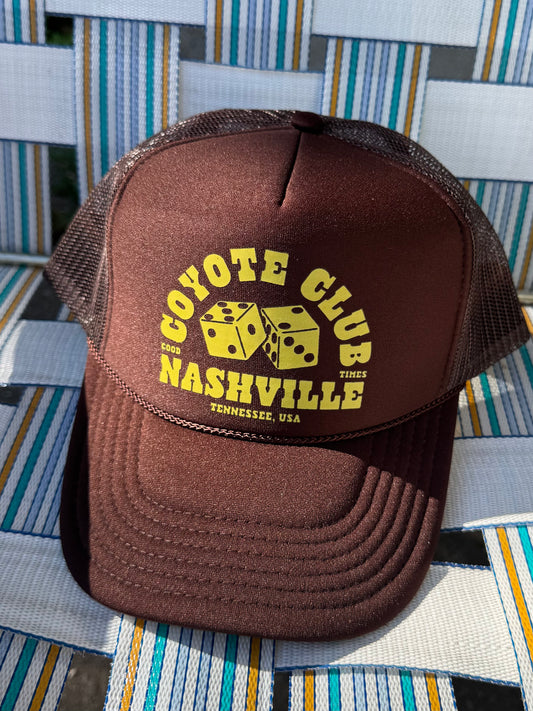 COYOTE CLUB
GOOD TIMES
NASHVILLE
TENNESSEE, USA